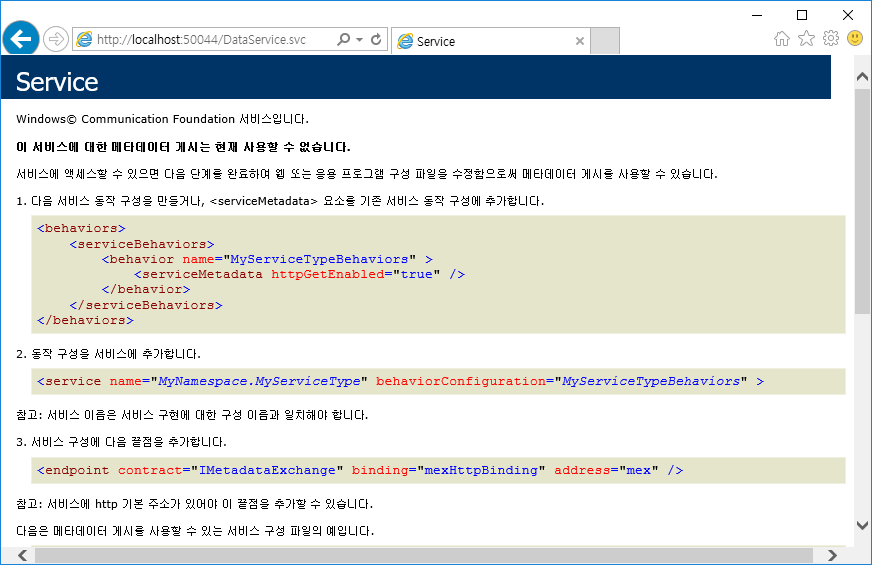 http://localhost:50044/DataService.svc
Service
Service
Windows© Communication Foundation 서비스입니다.
이 서비스에 대한 메타데이터 게시는 현재 사용할 수 없습니다.
서비스에 액세스할 수 있으면 다음 단계를 완료하여 웹 또는 응용 프로그램 구성 파일을 수정함으로써 메타데이터 게시를 사용할 수 있습니다.
1. 다음 서비스 동작 구성을 만들거나, <serviceMetadata> 요소를 기존 서비스 동작 구성에 추가합니다.
<behaviors>
<serviceBehaviors>
<behavior name="MyServiceTypeBehaviors" >
<serviceMetadata httpGetEnabled="true" />
</behavior>
</serviceBehaviors>
</behaviors>
2. 동작 구성을 서비스에 추가합니다.
<service name="MyNamespace.MyServiceType" behaviorConfiguration="MyServiceTypeBehaviors" >
참고: 서비스 이름은 서비스 구현에 대한 구성 이름과 일치해야 합니다.
3. 서비스 구성에 다음 끝점을 추가합니다.
<endpoint contract="IMetadataExchange" binding="mexHttpBinding" address="mex" />
참고: 서비스에 http 기본 주소가 있어야 이 끝점을 추가할 수 있습니다.
다음은 메타데이터 게시를 사용할 수 있는 서비스 구성 파일의 예입니다.